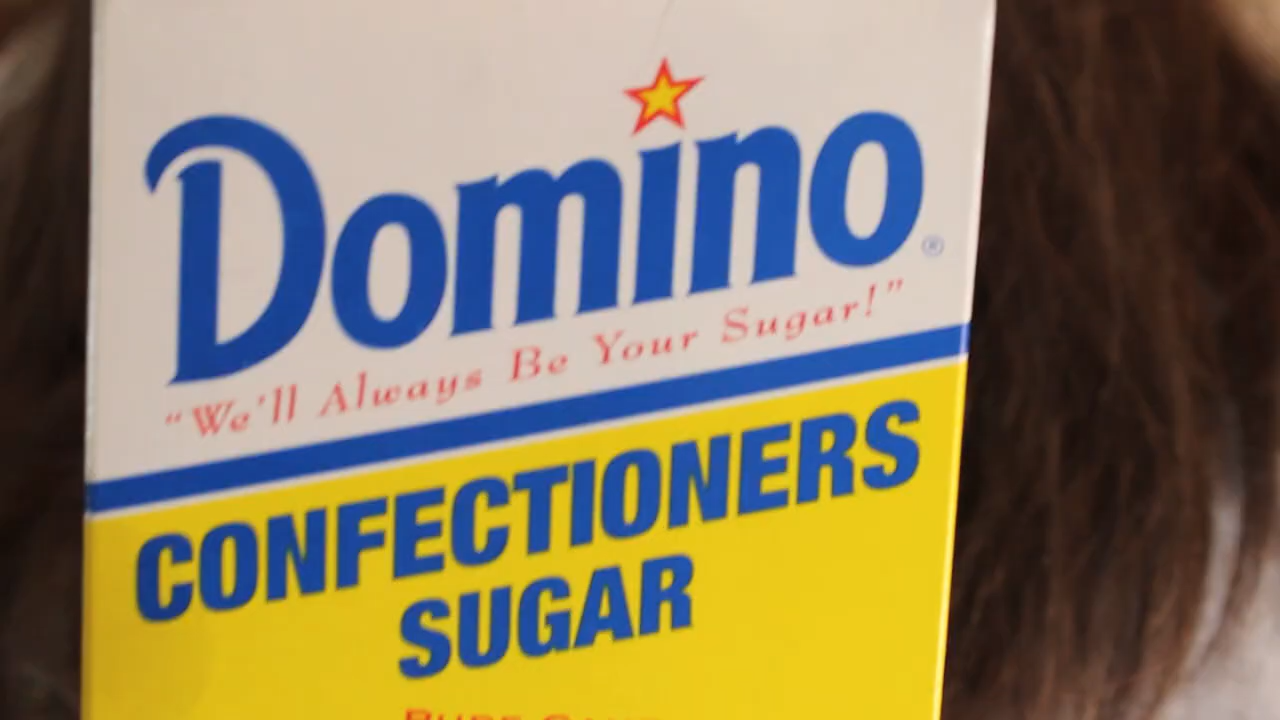 Domino®
“We'll Always Be Your Sugar!”
CONFECTIONERS
SUGAR